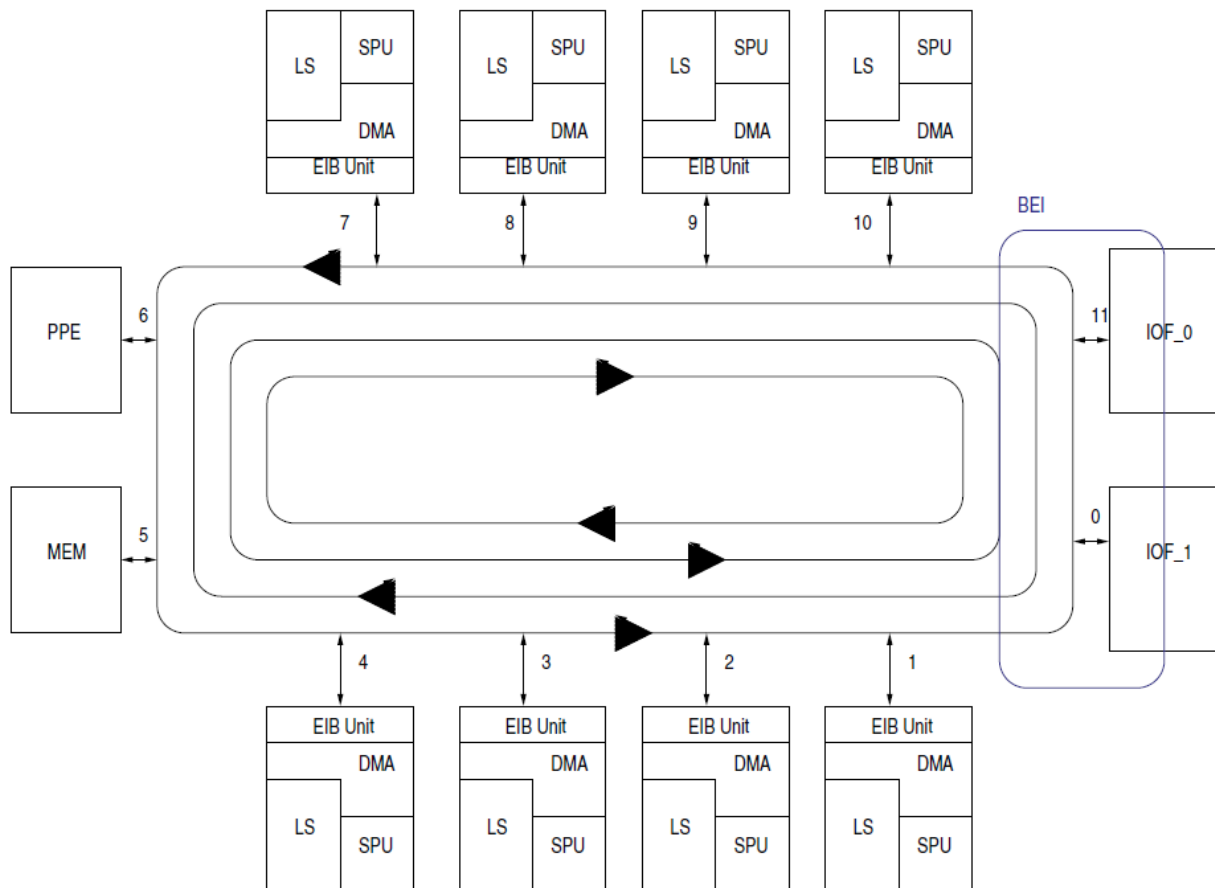 LS SPU LS SPU LS SPU LS SPU
DMA DMA DMA DMA
EIB Unit EIB Unit EIB Unit EIB Unit
BEI
7 8 9 10
PPE 6 11 IOF_0
MEM 5 0 IOF_1
4 3 2 1
EIB Unit EIB Unit EIB Unit EIB Unit
DMA DMA DMA DMA
LS SPU LS SPU LS SPU LS SPU